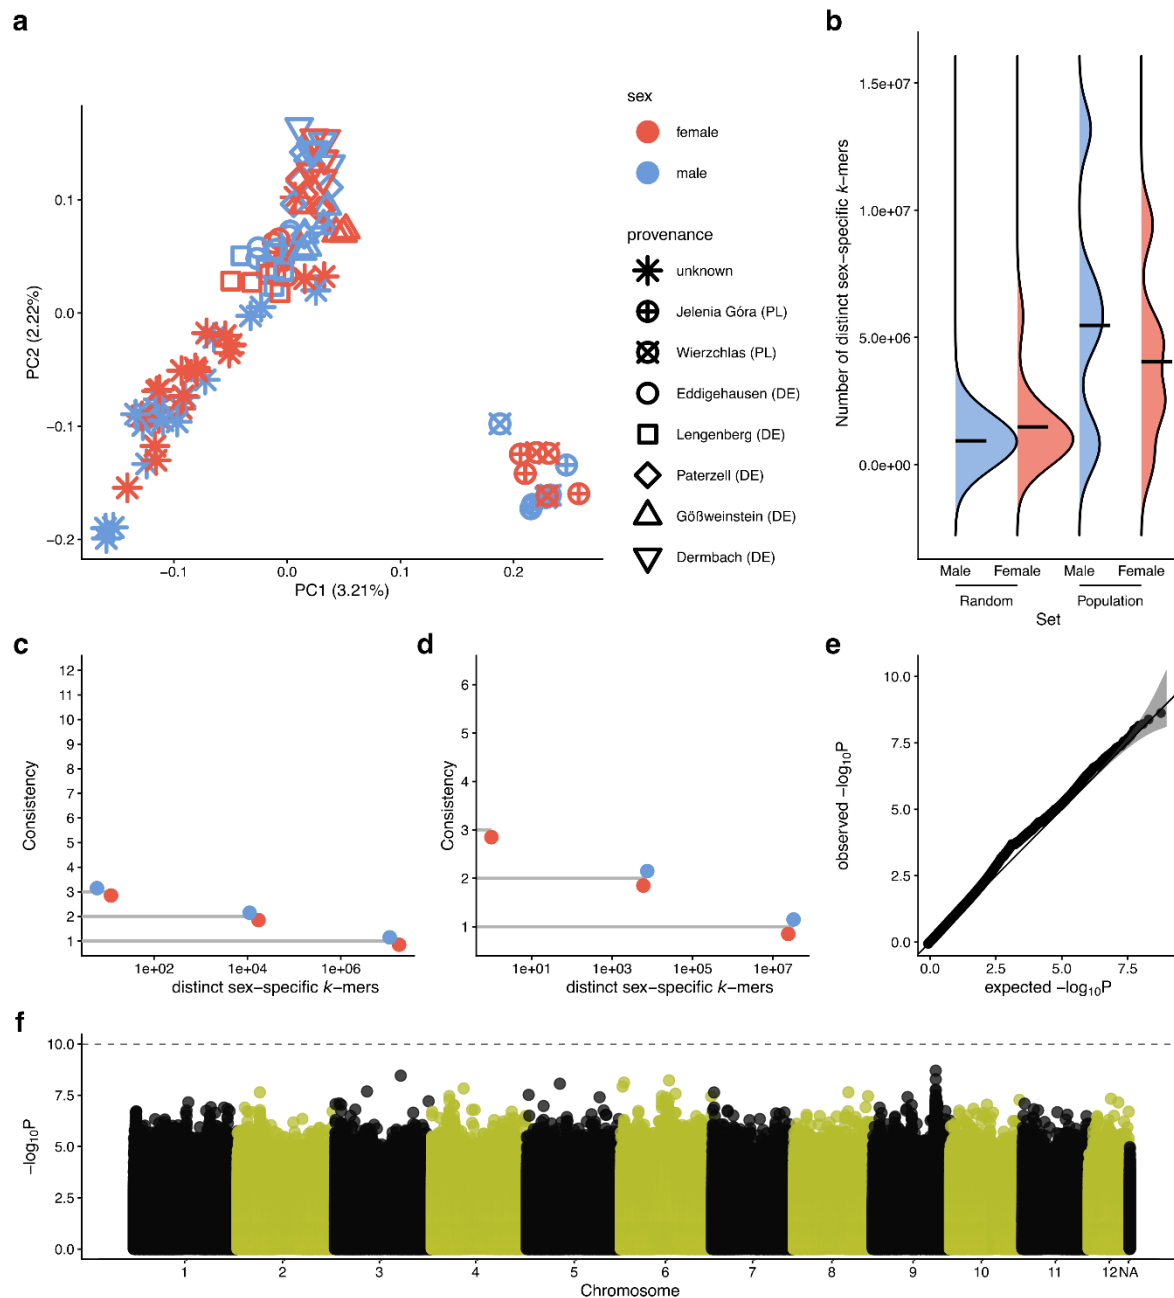 a
0.1
0.0
−0.1
−0.2
PC2 (2.22%)
−0.1
0.0
0.1
0.2
PC1 (3.21%)
sex
female
male
provenance
unknown
Jelenia Góra (PL)
Wierzchlas (PL)
Eddigehausen (DE)
Lengenberg (DE)
Paterzell (DE)
Gößweinstein (DE)
Dermbach (DE)
b
Number of distinct sex−specific k−mers
1.5e+07
1.0e+07
5.0e+06
0.0e+00
Male Female Male Female
Random Population
Set
c
Consistency
12
11
10
9
8
7
6
5
4
3
2
1
1e+02 1e+04 1e+06
distinct sex−specific k−mers
d
Consistency
6
5
4
3
2
1
1e+01 1e+03 1e+05 1e+07
distinct sex−specific k−mers
e
observed −log10P
10.0
7.5
5.0
2.5
0.0
0.0 2.5 5.0 7.5
expected −log10P
f
−log10P
10.0
7.5
5.0
2.5
0.0
1 2 3 4 5 6 7 8 9 10 11 12 NA
Chromosome